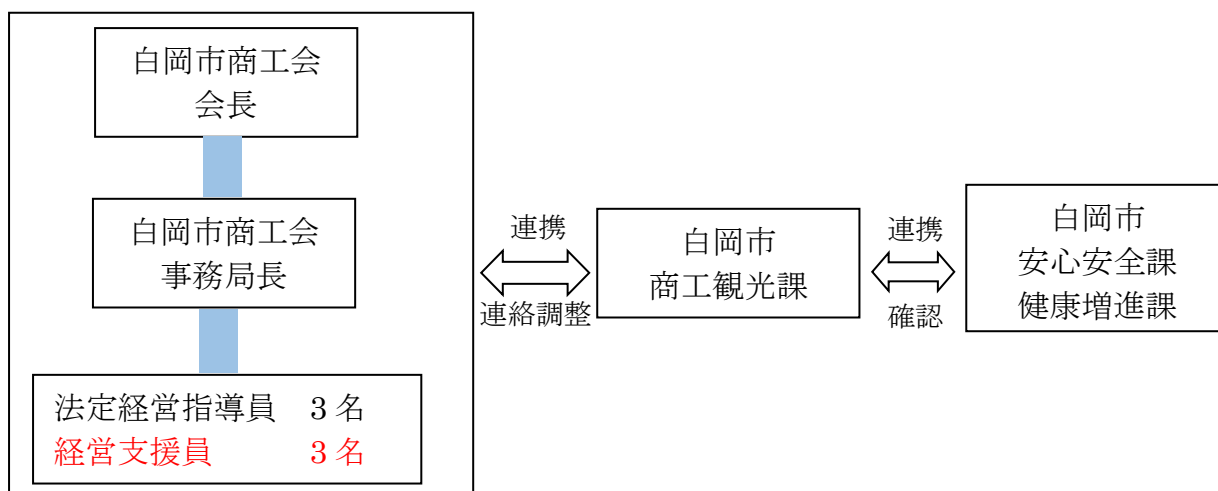 白岡市商工会
会長
白岡市商工会
事務局長
法定経営指導員 3名
経営支援員 3名
連携
連絡調整
白岡市
商工観光課
連携
確認
白岡市
安心安全課
健康増進課